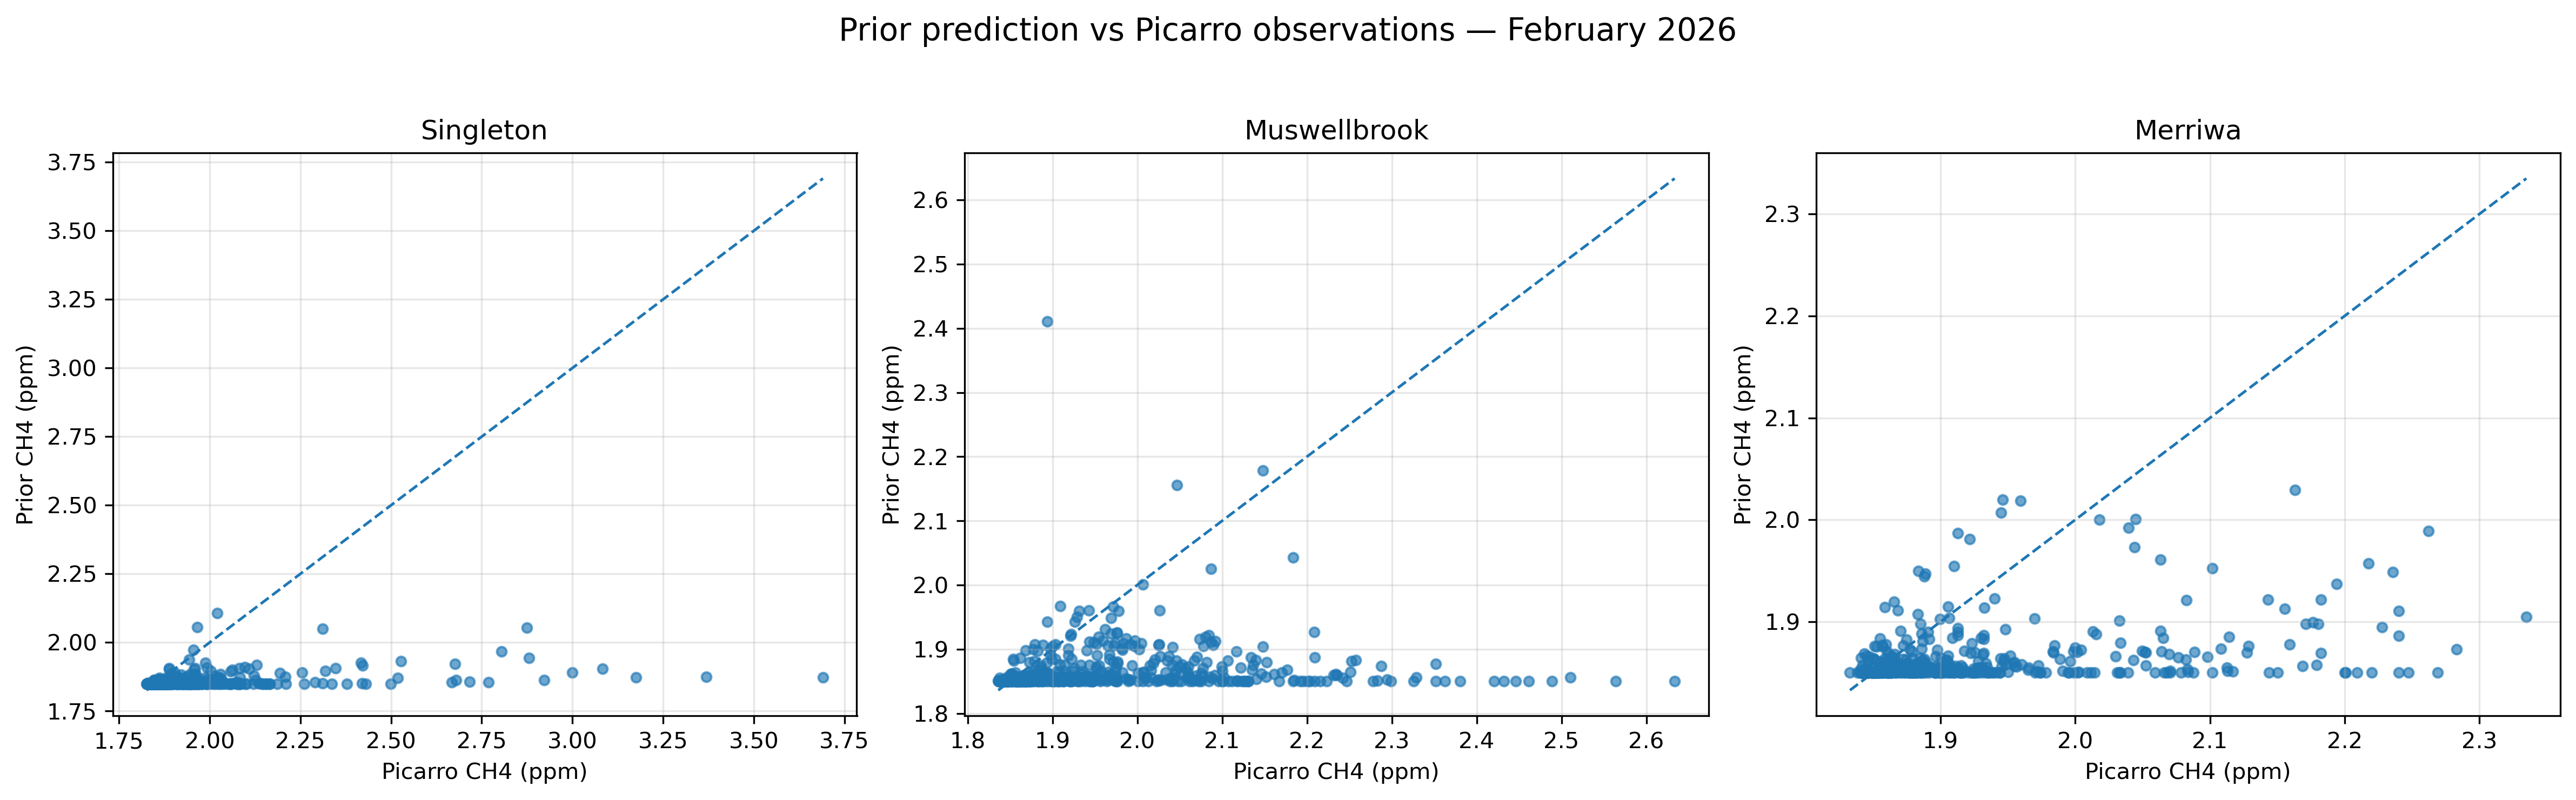 Prior prediction vs Picarro observations — February 2026
Singleton
Prior CH4 (ppm)
3.75
3.50
3.25
3.00
2.75
2.50
2.25
2.00
1.75
1.75 2.00 2.25 2.50 2.75 3.00 3.25 3.50 3.75
Picarro CH4 (ppm)
Muswellbrook
Prior CH4 (ppm)
2.6
2.5
2.4
2.3
2.2
2.1
2.0
1.9
1.8
1.8 1.9 2.0 2.1 2.2 2.3 2.4 2.5 2.6
Picarro CH4 (ppm)
Merriwa
Prior CH4 (ppm)
2.3
2.2
2.1
2.0
1.9
1.9 2.0 2.1 2.2 2.3
Picarro CH4 (ppm)